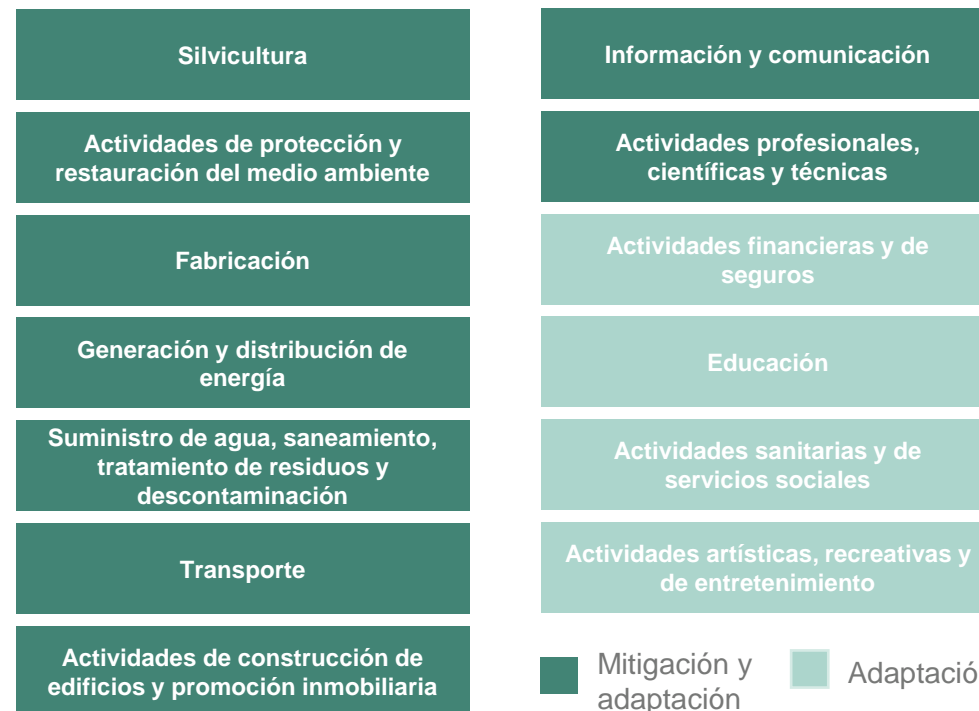 Silvicultura
Actividades de protección y
restauración del medio ambiente
Fabricación
Generación y distribución de
energía
Suministro de agua, saneamiento,
tratamiento de residuos y
descontaminación
Transporte
Actividades de construcción de
edificios y promoción inmobiliaria
Información y comunicación
Actividades profesionales,
científicas y técnicas
Actividades financieras y de
seguros
Educación
Actividades sanitarias y de
servicios sociales
Actividades artísticas, recreativas y
de entretenimiento
Mitigación y
adaptación
Adaptació